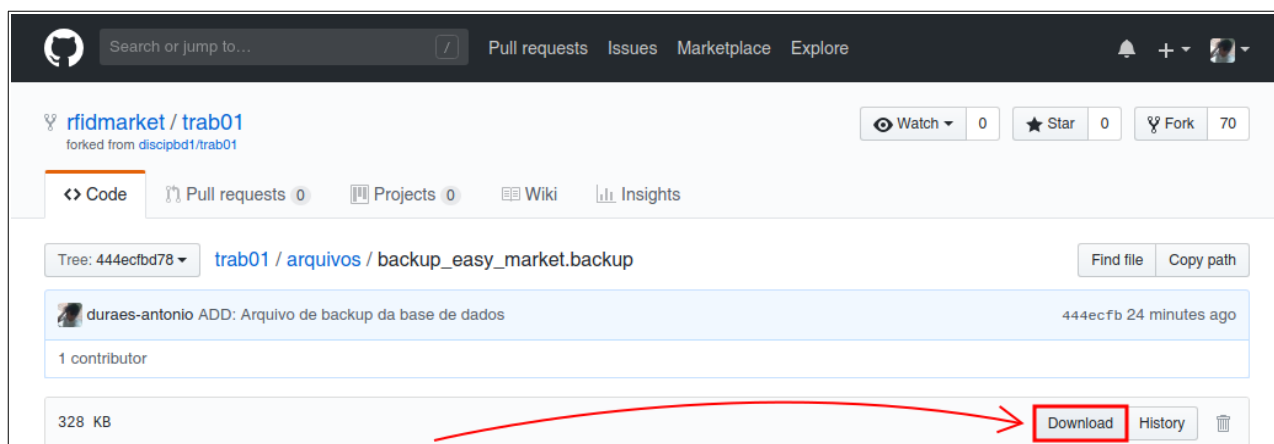 Search or jump to... / Pull requests Issues Marketplace Explore
rfidmarket / trab01 Watch 0 Star 0 Fork 70
forked from discipbd1/trab01
<> Code Pull requests 0 Projects 0 Wiki Insights
Tree: 444ecfbd78 trab01 / arquivos / backup_easy_market.backup Find file Copy path
duraes-antonio ADD: Arquivo de backup da base de dados 444ecfb 24 minutes ago
1 contributor
328 KB Download History